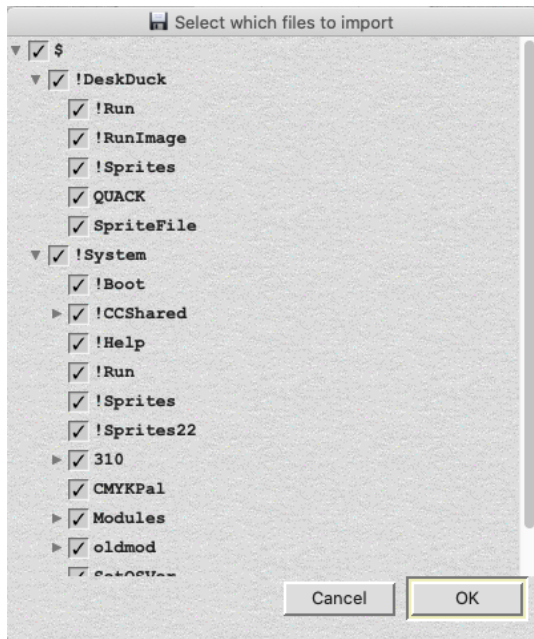 Select which files to import
$
!DeskDuck
!Run
!RunImage
!Sprites
QUACK
SpriteFile
!System
!Boot
!CCShared
!Help
!Run
!Sprites
!Sprites22
310
CMYKPal
Modules
oldmod
Cancel OK